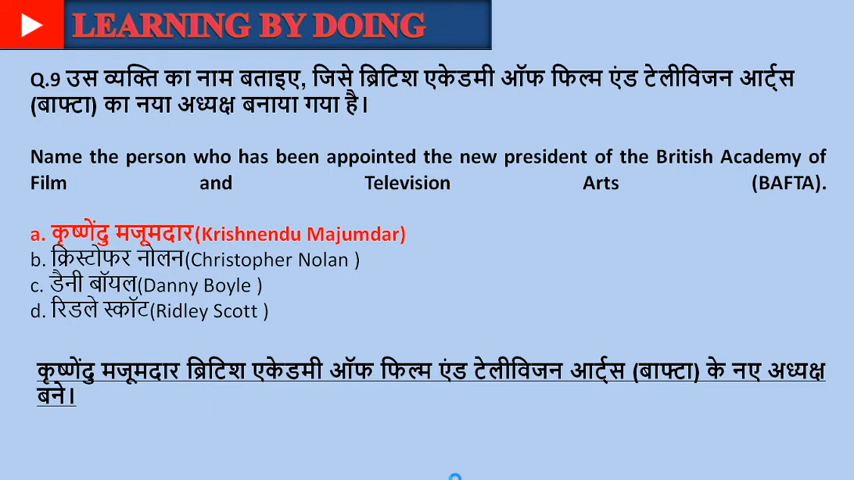 LEARNING BY DOING
Q.9 उस व्यक्ति का नाम बताइए, जिसे ब्रिटिश एकेडमी ऑफ फिल्म एंड टेलीविजन आर्ट्स
(बाफ्टा) का नया अध्यक्ष बनाया गया है।
Name the person who has been appointed the new president of the British Academy of
Film and Television Arts (BAFTA).
a. कृष्णेंदु मजूमदार(Krishnendu Majumdar)
b. क्रिस्टोफर नोलन(Christopher Nolan )
c. डैनी बॉयल(Danny Boyle )
d. रिडले स्कॉट(Ridley Scott )
कृष्णेंदु मजूमदार ब्रिटिश एकेडमी ऑफ फिल्म एंड टेलीविजन आर्ट्स (बाफ्टा) के नए अध्यक्ष
बने।